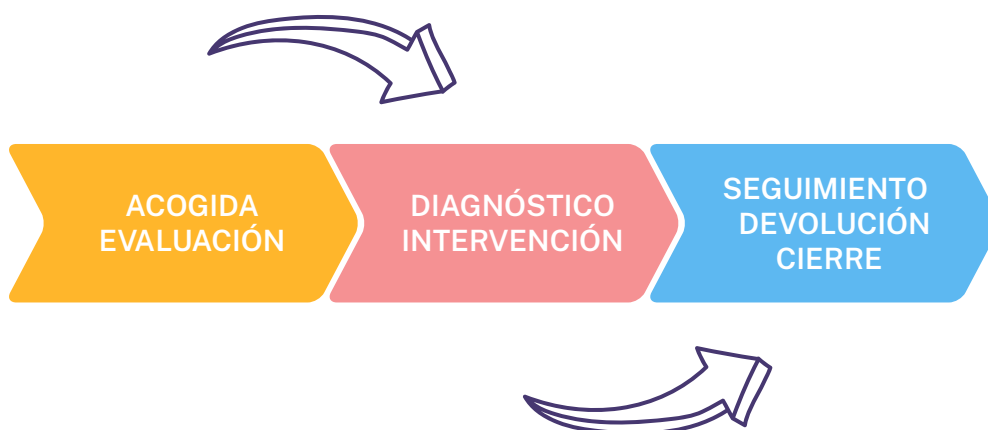 ACOGIDA
EVALUACIÓN
DIAGNÓSTICO
INTERVENCIÓN
SEGUIMIENTO
DEVOLUCIÓN
CIERRE